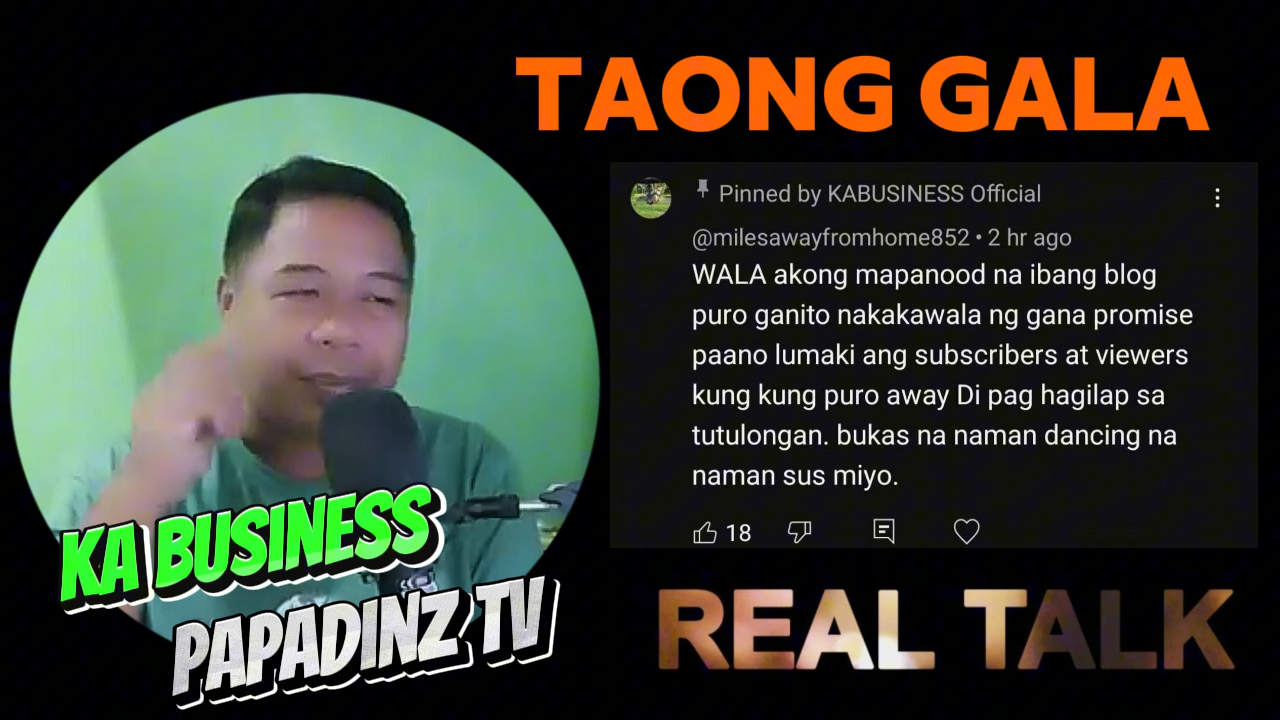 TAONG GALA
Pinned by KABUSINESS Official
@milesawayfromhome852 • 2 hr ago
WALA akong mapanood na ibang blog
puro ganito nakakawala ng gana promise
paano lumaki ang subscribers at viewers
kung kung puro away Di pag hagilap sa
tutulongan. bukas na naman dancing na
naman sus miyo.
18
KA BUSINESS
PAPADINZ TV
REAL TALK